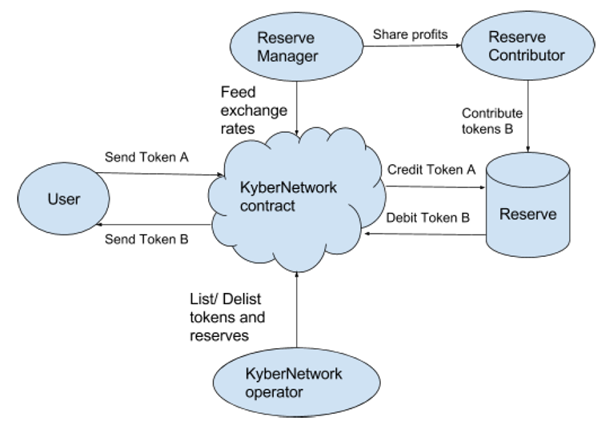 Reserve
Manager
Share profits
Reserve
Contributor
Feed
exchange
rates
Contribute
tokens B
Send Token A
User
Send Token B
KyberNetwork
contract
Credit Token A
Debit Token B
Reserve
List/ Delist
tokens and
reserves
KyberNetwork
operator